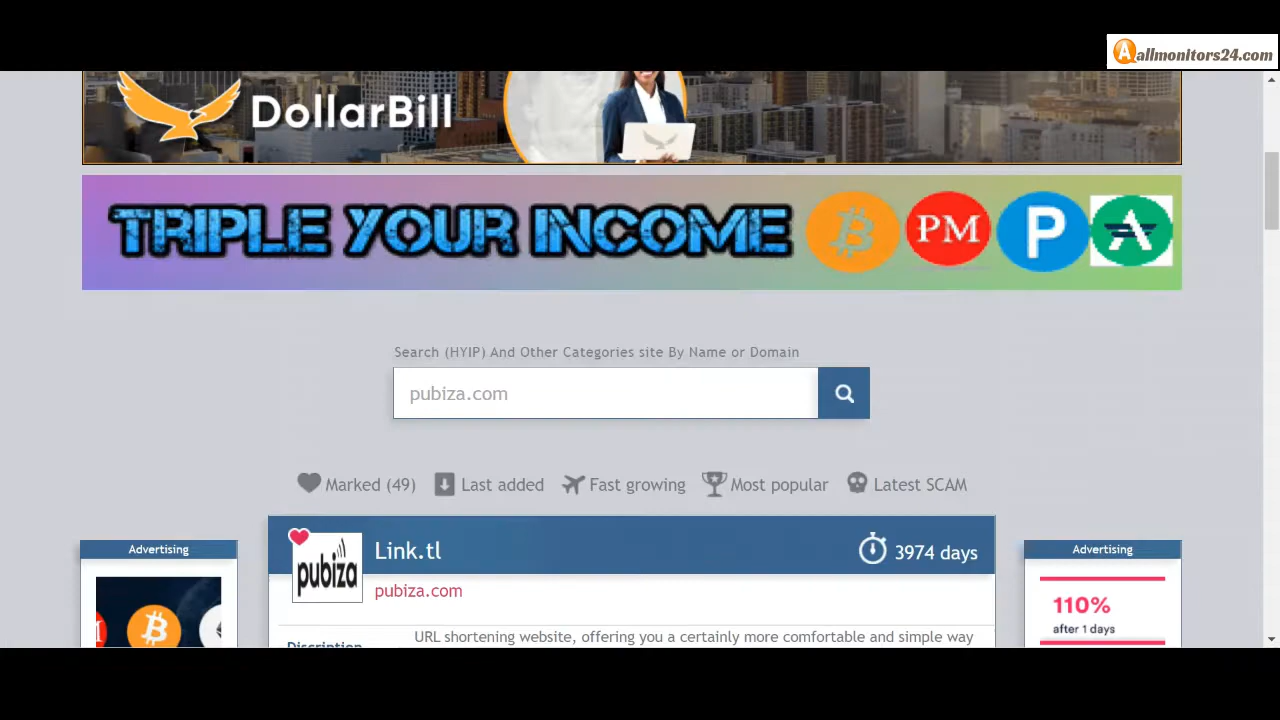 allmonitors24.com
DollarBill
TRIPLE YOUR INCOME
PM
Search (HYIP) And Other Categories site By Name or Domain
pubiza.com
Marked (49) Last added Fast growing Most popular Latest SCAM
Advertising
pubiza
Link.tl
3974 days
pubiza.com
Discription
URL shortening website, offering you a certainly more comfortable and simple way
Advertising
110%
after 1 days